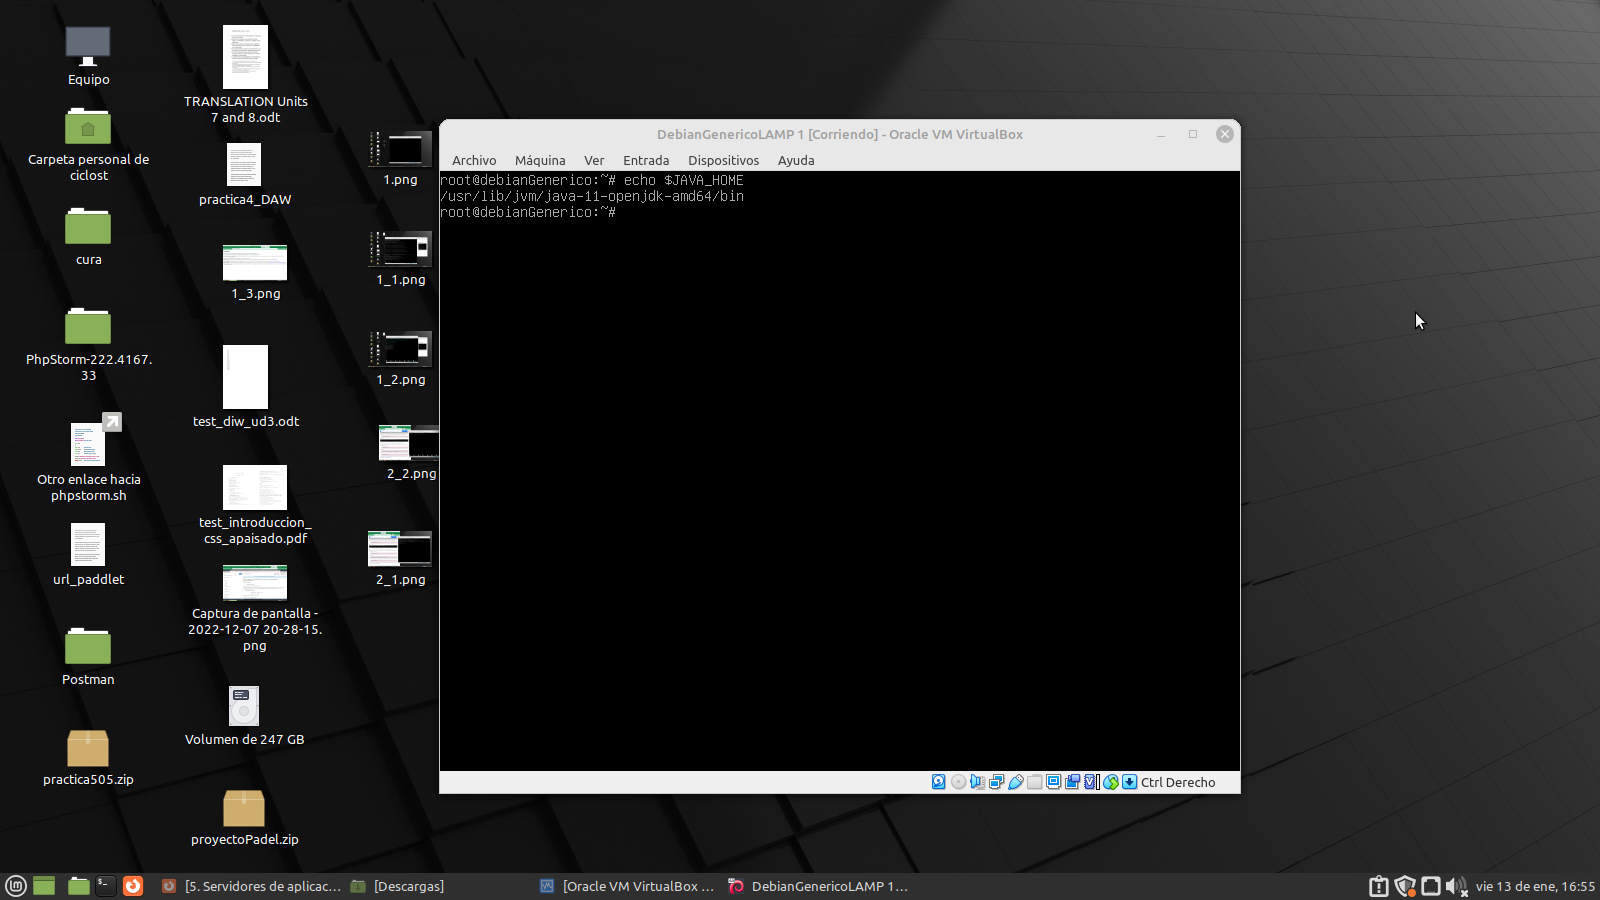 Equipo
Carpeta personal de
ciclost
cura
PhpStorm-222.4167.
33
Otro enlace hacia
phpstorm.sh
url_paddlet
Postman
practica505.zip
TRANSLATION Units
7 and 8.odt
practica4_DAW
1_3.png
test_diw_ud3.odt
test_introduccion_
css_apaisado.pdf
Captura de pantalla -
2022-12-07 20-28-15.
png
Volumen de 247 GB
proyectoPadel.zip
1.png
1_1.png
1_2.png
2_2.png
2_1.png
DebianGenericoLAMP 1 [Corriendo] - Oracle VM VirtualBox
Archivo Máquina Ver Entrada Dispositivos Ayuda
root@debianGenerico:~# echo $JAVA_HOME
/usr/lib/jvm/java-11-openjdk-amd64/bin
root@debianGenerico:~#
Ctrl Derecho
[5. Servidores de aplicac... [Descargas] [Oracle VM VirtualBox ... DebianGenericoLAMP 1... vie 13 de ene, 16:55